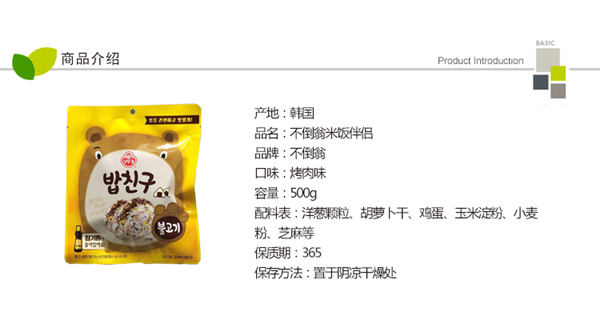 商品介绍
BASIC
Product Introduction
产地：韩国
品名：不倒翁米饭伴侣
品牌：不倒翁
口味：烤肉味
容量：500g
配料表：洋葱颗粒、胡萝卜干、鸡蛋、玉米淀粉、小麦
粉、芝麻等
保质期：365
保存方法：置于阴凉干燥处
밥친구
불고기